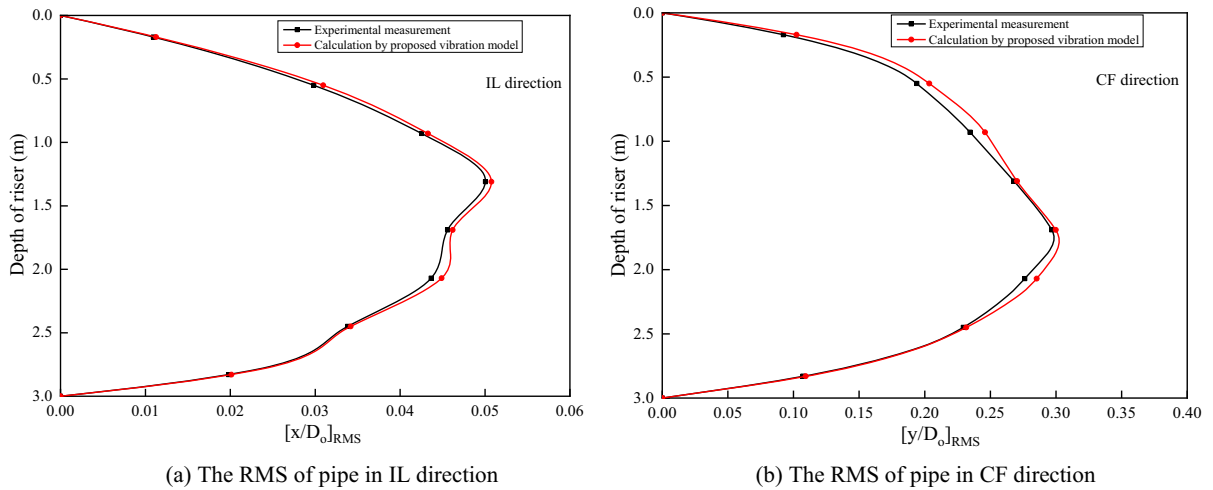 0.0
0.5
1.0
1.5
2.0
2.5
3.0
Depth of riser (m)
Experimental measurement
Calculation by proposed vibration model
IL direction
0.00
0.01
0.02
0.03
0.04
0.05
0.06
[x/Do]RMS
(a) The RMS of pipe in IL direction
0.0
0.5
1.0
1.5
2.0
2.5
3.0
Depth of riser (m)
Experimental measurement
Calculation by proposed vibration model
CF direction
0.00
0.05
0.10
0.15
0.20
0.25
0.30
0.35
0.40
[y/Do]RMS
(b) The RMS of pipe in CF direction